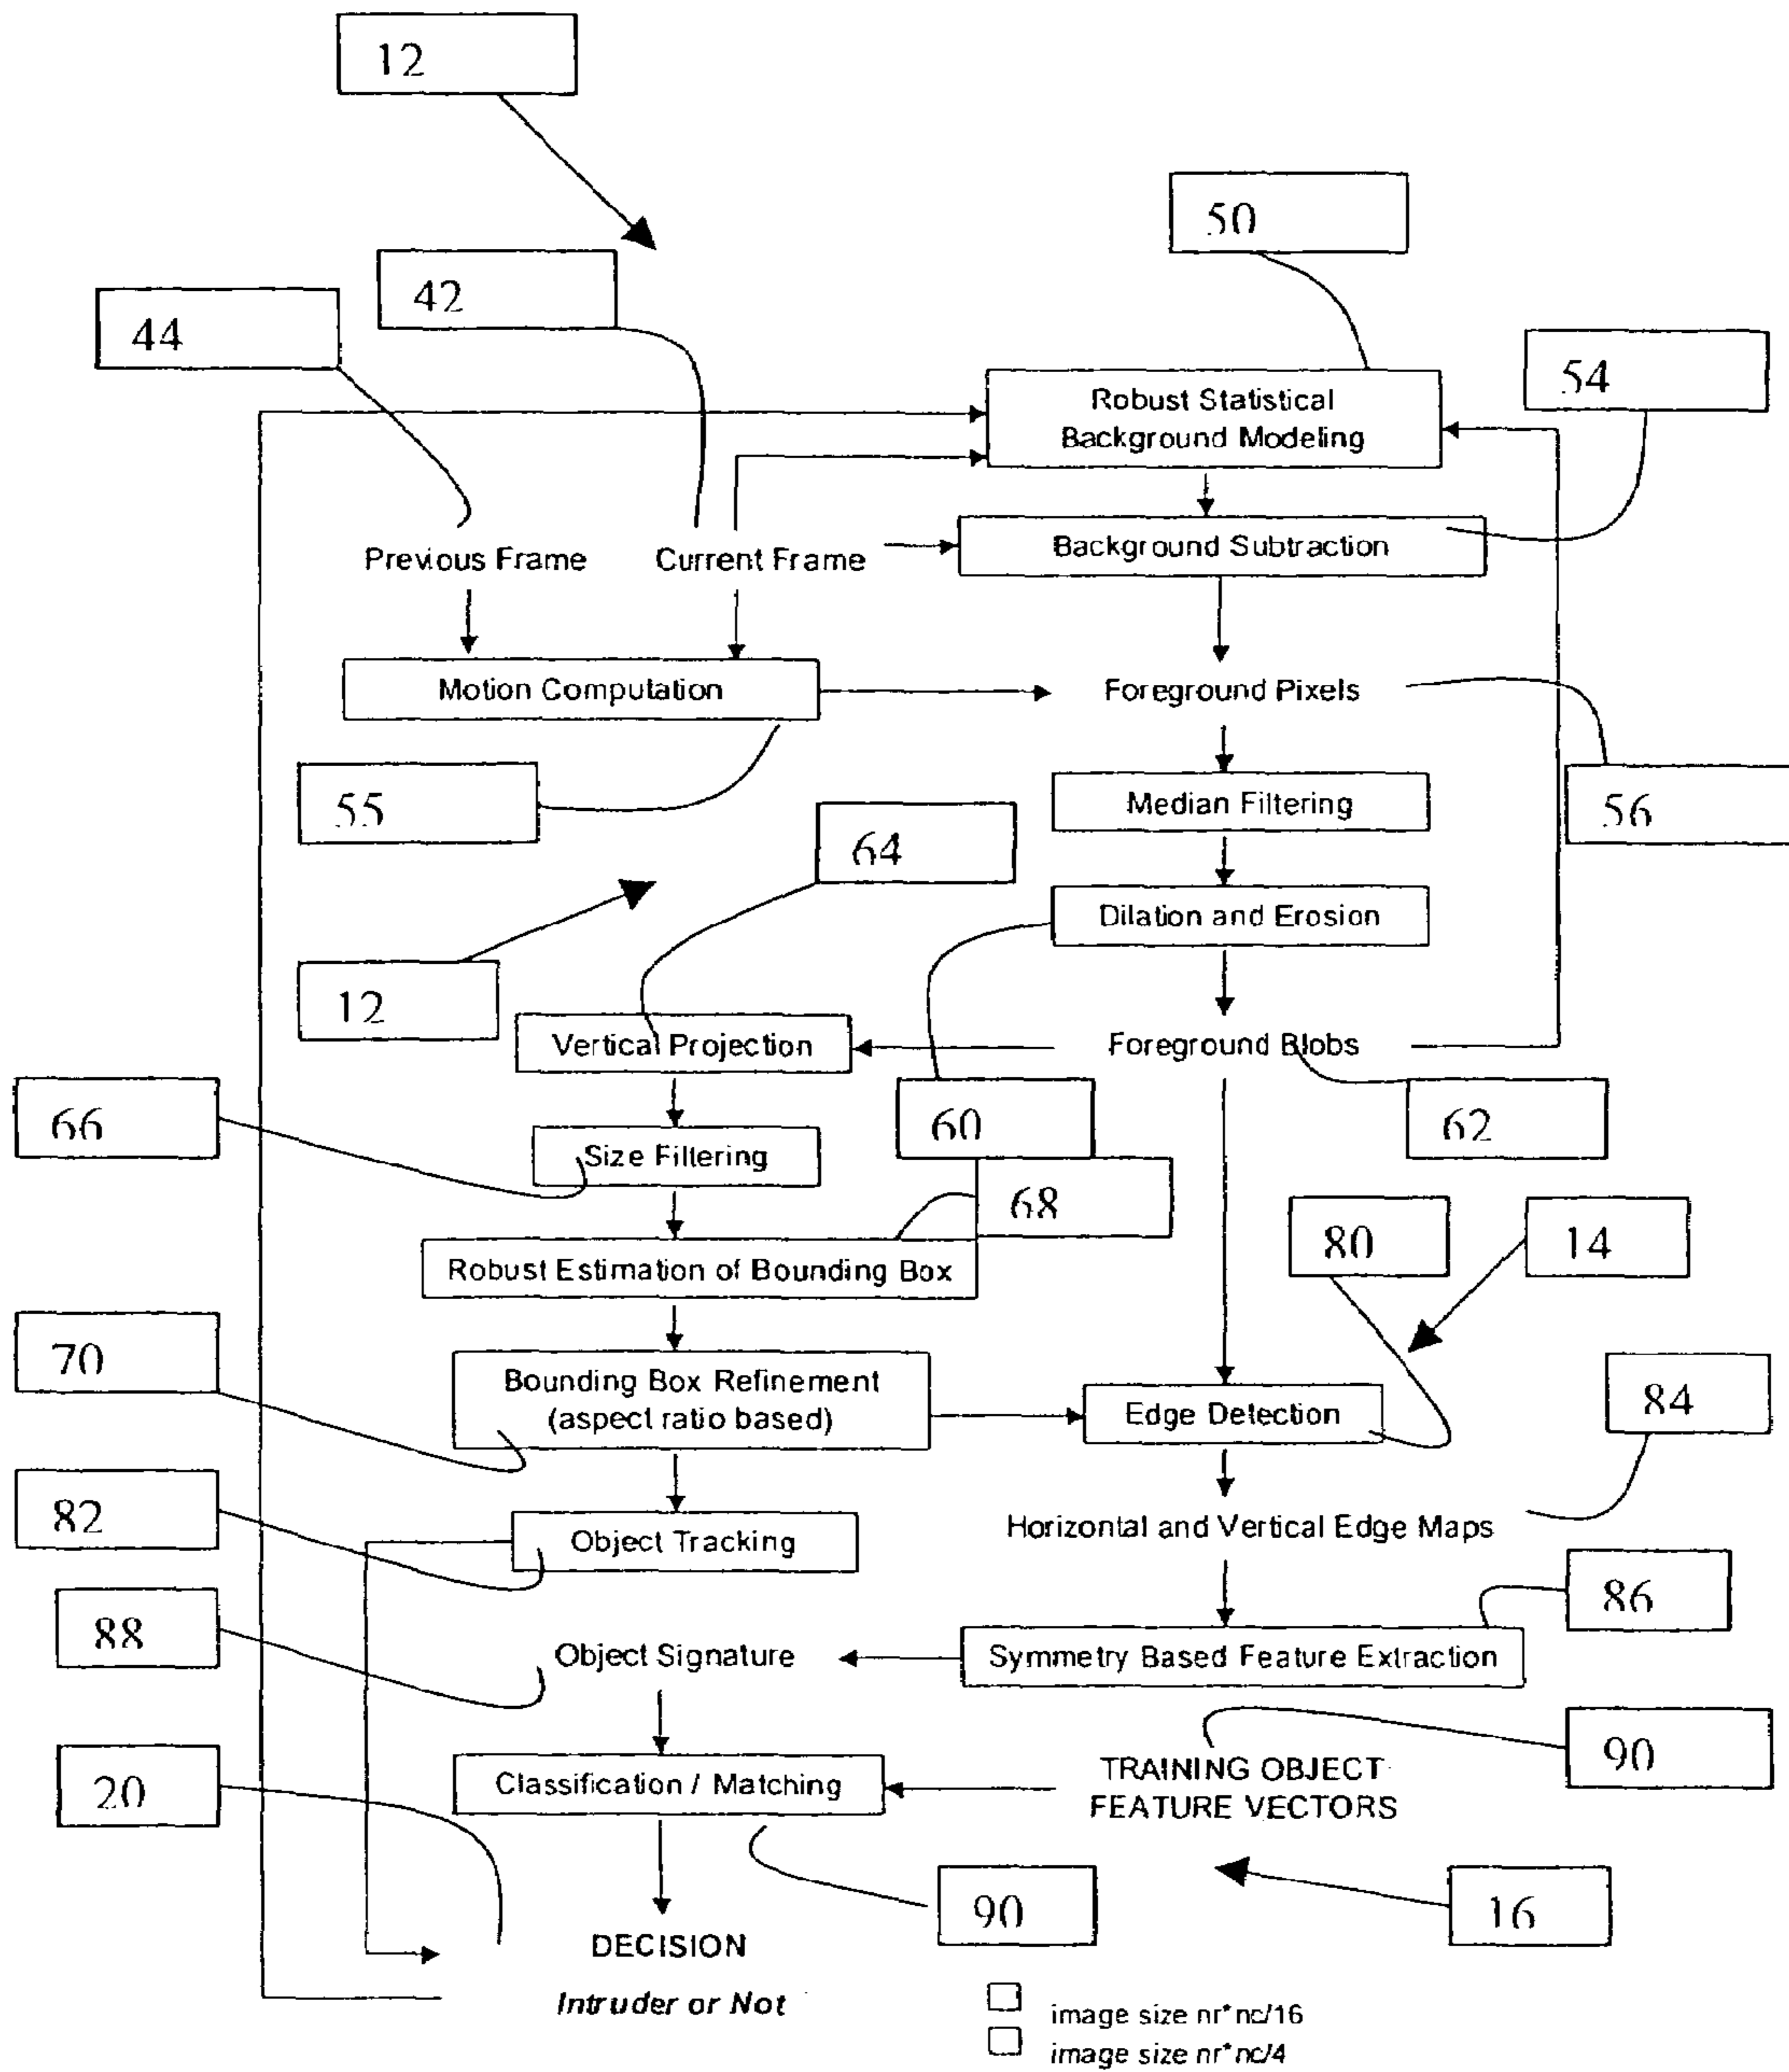 12
50
42
44
54
Robust Statistical
Background Modeling
Previous Frame
Current Frame
Background Subtraction
Motion Computation
Foreground Pixels
55
Median Filtering
56
64
Dilation and Erosion
12
Vertical Projection
Foreground Blobs
66
60
62
Size Filtering
68
80
14
Robust Estimation of Bounding Box
70
Bounding Box Refinement
(aspect ratio based)
Edge Detection
84
82
Object Tracking
Horizontal and Vertical Edge Maps
86
88
Object Signature
Symmetry Based Feature Extraction
90
20
Classification / Matching
TRAINING OBJECT
FEATURE VECTORS
90
16
DECISION
Intruder or Not
image size nr*nc/16
image size nr*nc/4